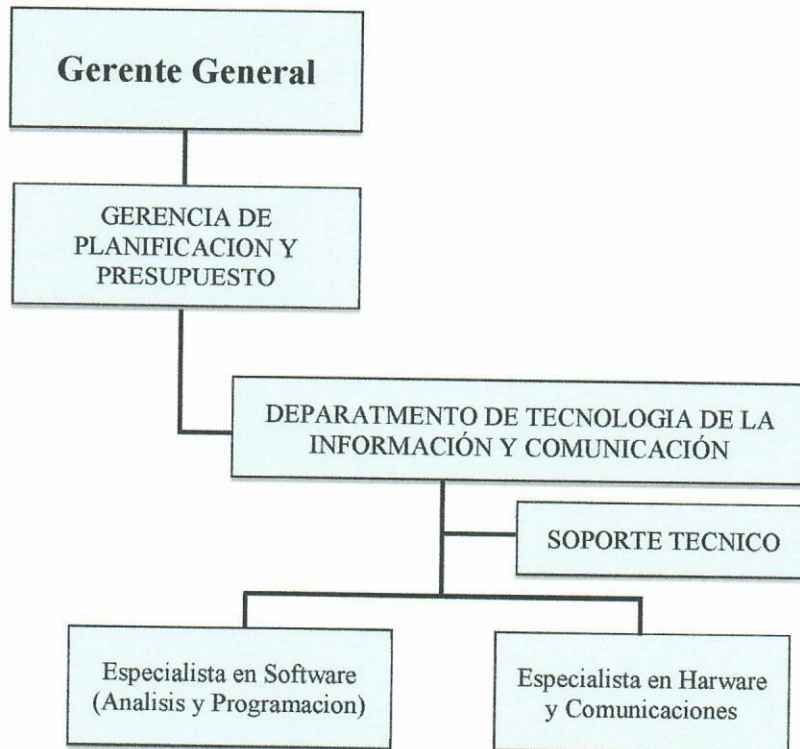 Gerente General
GERENCIA DE
PLANIFICACION Y
PRESUPUESTO
DEPARATMENTO DE TECNOLOGIA DE LA
INFORMACIÓN Y COMUNICACIÓN
SOPORTE TECNICO
Especialista en Software
(Analisis y Programacion)
Especialista en Harware
y Comunicaciones